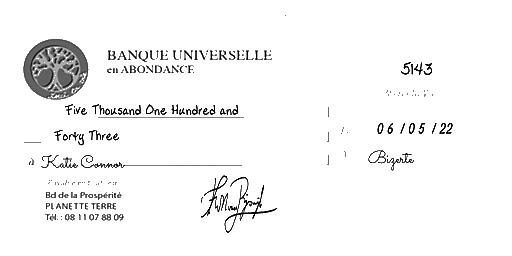 BANQUE UNIVERSELLE
en ABONDANCE
5143
Five Thousand One Hundred and
Forty Three
06/05/22
à Katie Connor
Bizerte
Bd de la Prospérité
PLANETTE TERRE
Tél. : 08 11 07 88 09